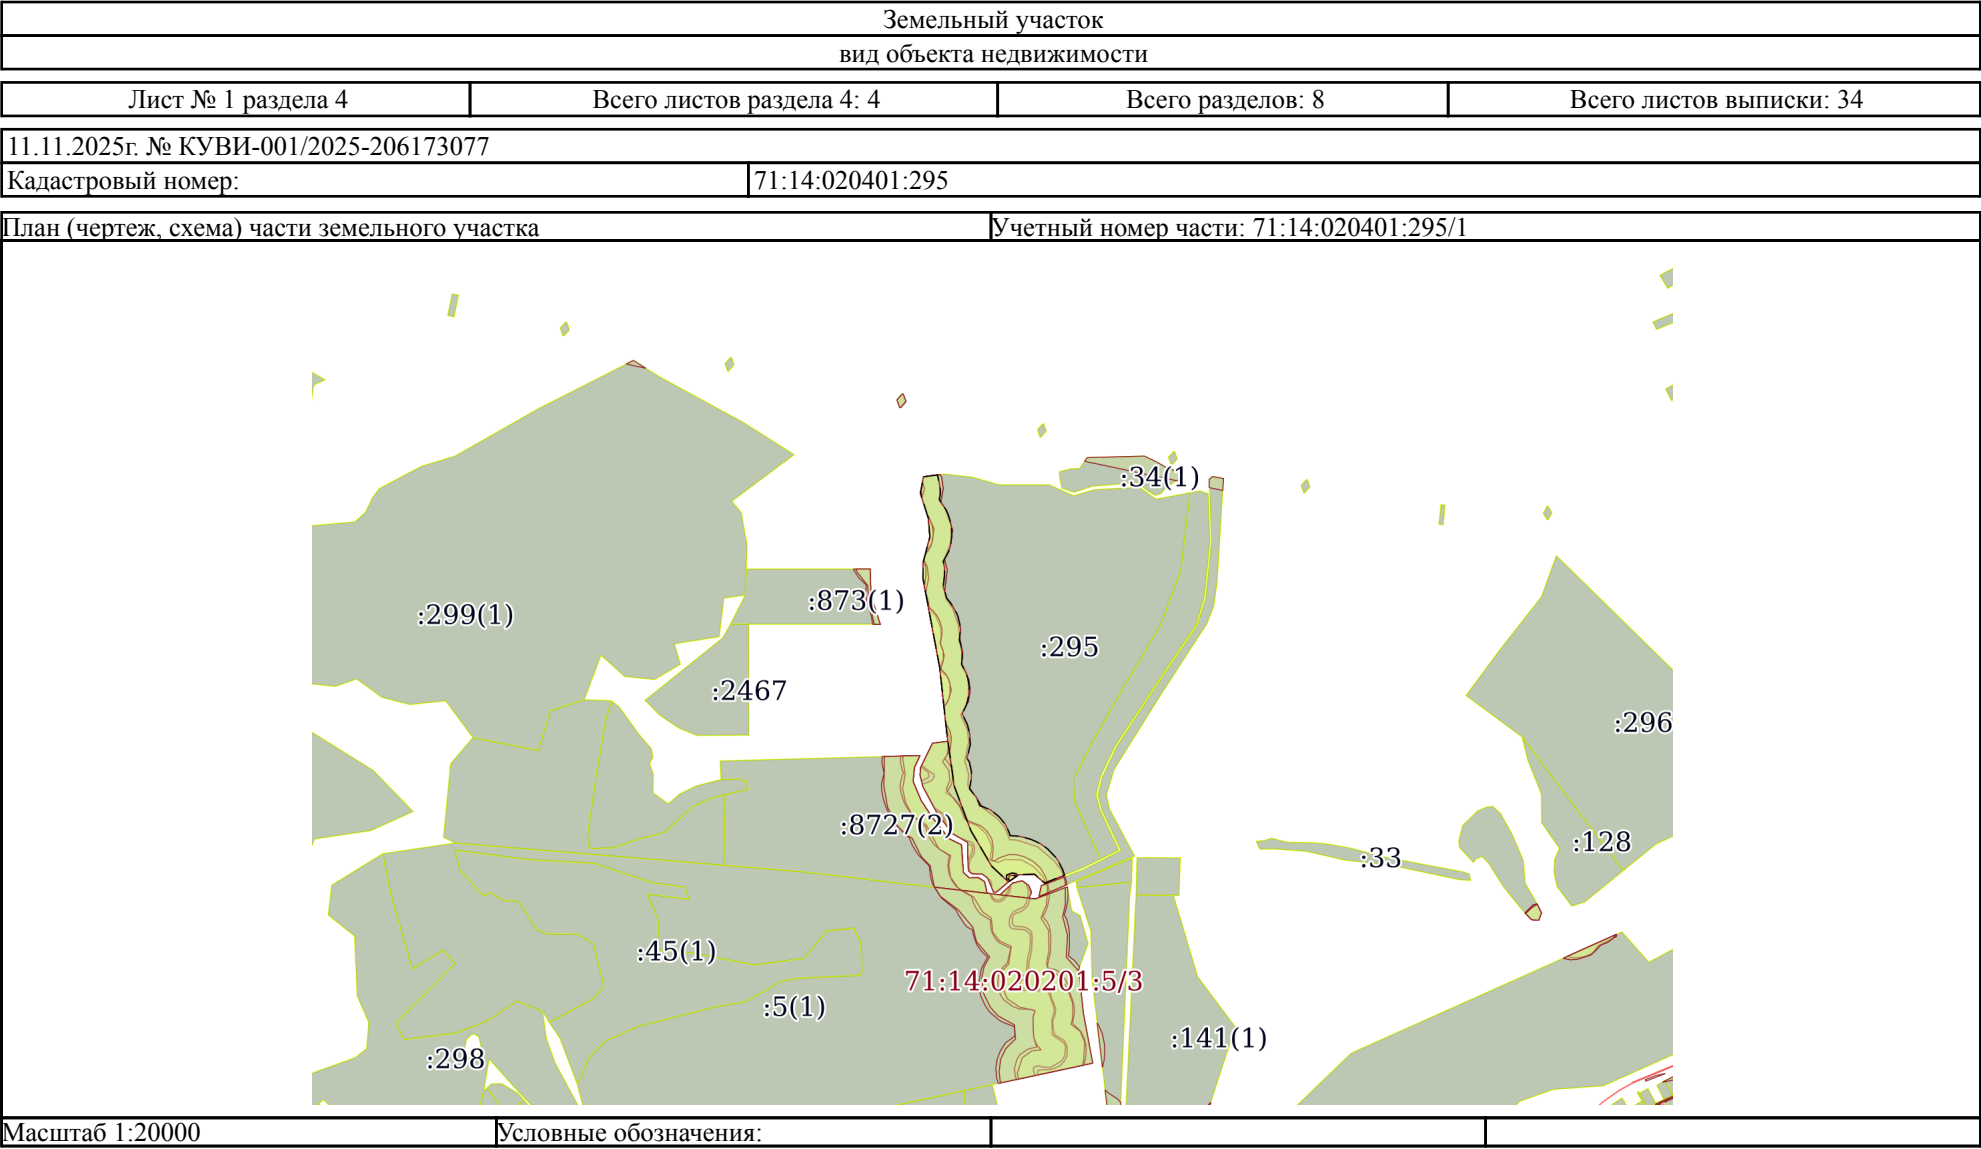 Земельный участок
вид объекта недвижимости
Лист № 1 раздела 4
Всего листов раздела 4: 4
Всего разделов: 8
Всего листов выписки: 34
11.11.2025г. № КУВИ-001/2025-206173077
Кадастровый номер:
71:14:020401:295
План (чертеж, схема) части земельного участка
Учетный номер части: 71:14:020401:295/1
:34(1)
:873(1)
:299(1)
:295
:2467
:296
:8727(2)
:128
:33
:45(1)
71:14:020201:5/3
:5(1)
:141(1)
:298
Масштаб 1:20000
Условные обозначения: